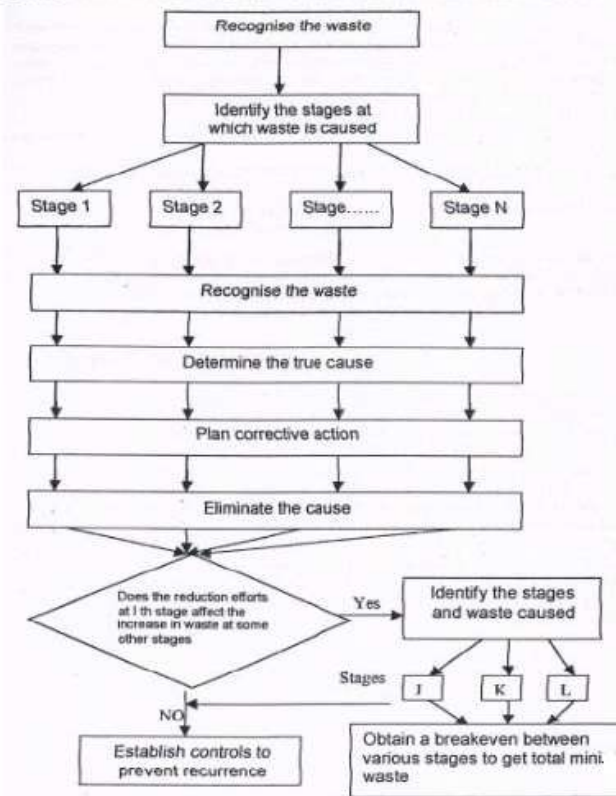 Recognise the waste
Identify the stages at
which waste is caused
Stage 1
Stage 2
Stage......
Stage N
Recognise the waste
Determine the true cause
Plan corrective action
Eliminate the cause
Does the reduction efforts
at I th stage affect the
increase in waste at some
other stages
Yes
Identify the stages
and waste caused
Stages
J
K
L
NO
Establish controls to
prevent recurrence
Obtain a breakeven between
various stages to get total mini.
waste